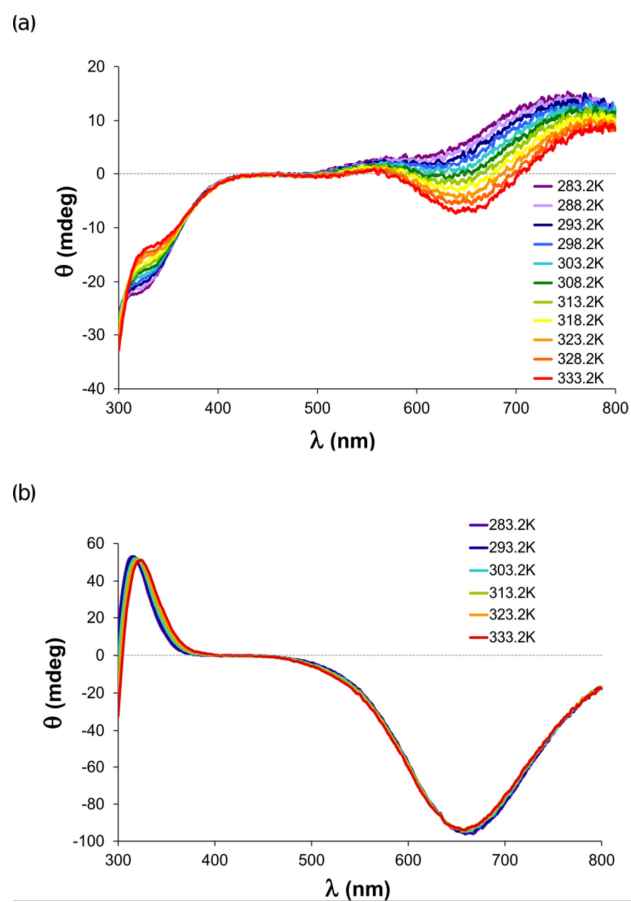 (a)
20
10
0
-10
-20
-30
-40
θ (mdeg)
283.2K
288.2K
293.2K
298.2K
303.2K
308.2K
313.2K
318.2K
323.2K
328.2K
333.2K
300 400 500 600 700 800
λ (nm)
(b)
283.2K
293.2K
303.2K
313.2K
323.2K
333.2K
60
40
20
0
-20
-40
-60
-80
-100
θ (mdeg)
300 400 500 600 700 800
λ (nm)